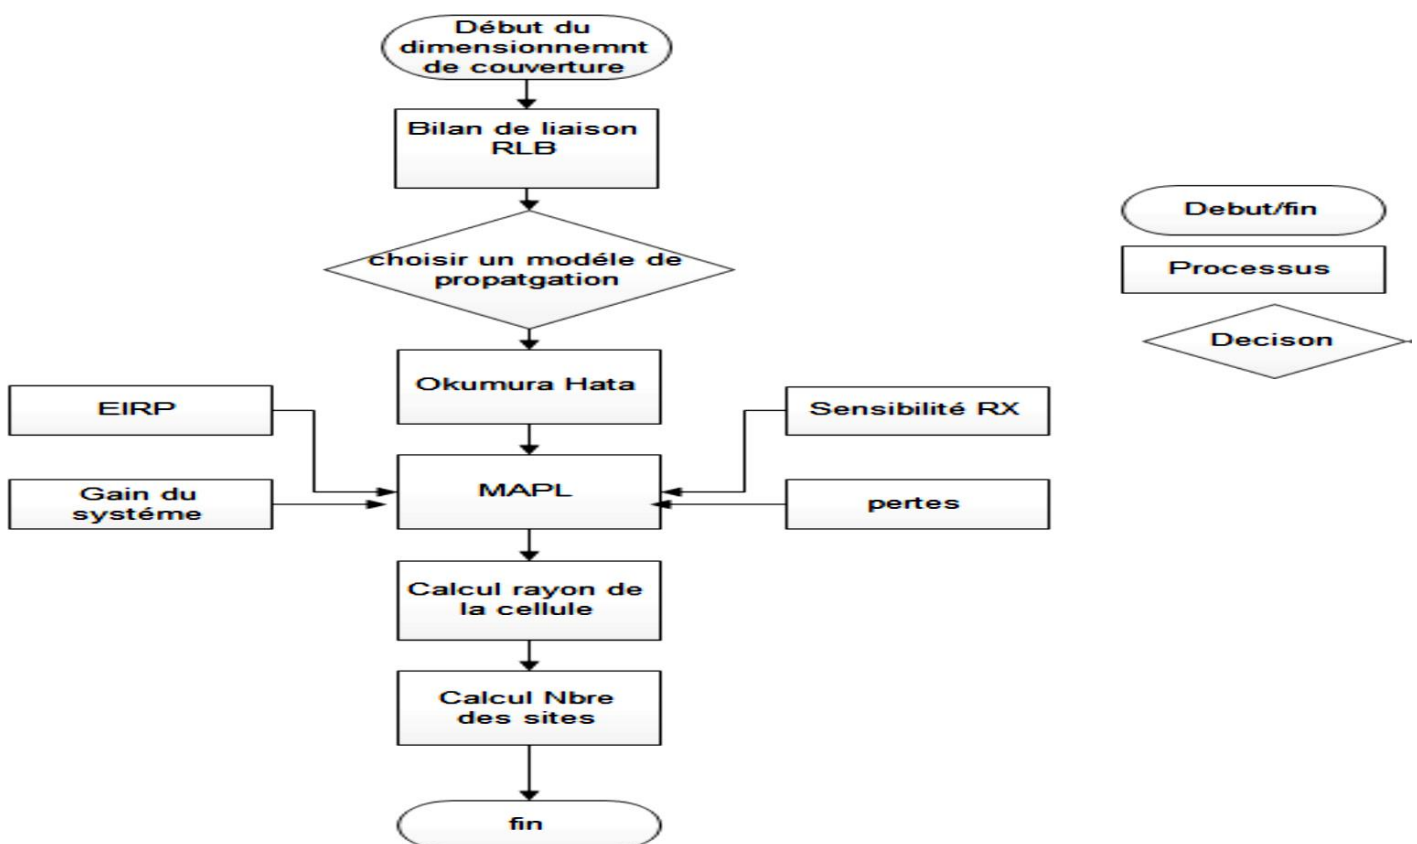 Début du
dimensionnemnt
de couverture
Bilan de liaison
RLB
choisir un modéle de
propatgation
Okumura Hata
EIRP
Gain du
systéme
MAPL
Sensibilité RX
pertes
Calcul rayon de
la cellule
Calcul Nbre
des sites
fin
Debut/fin
Processus
Decison